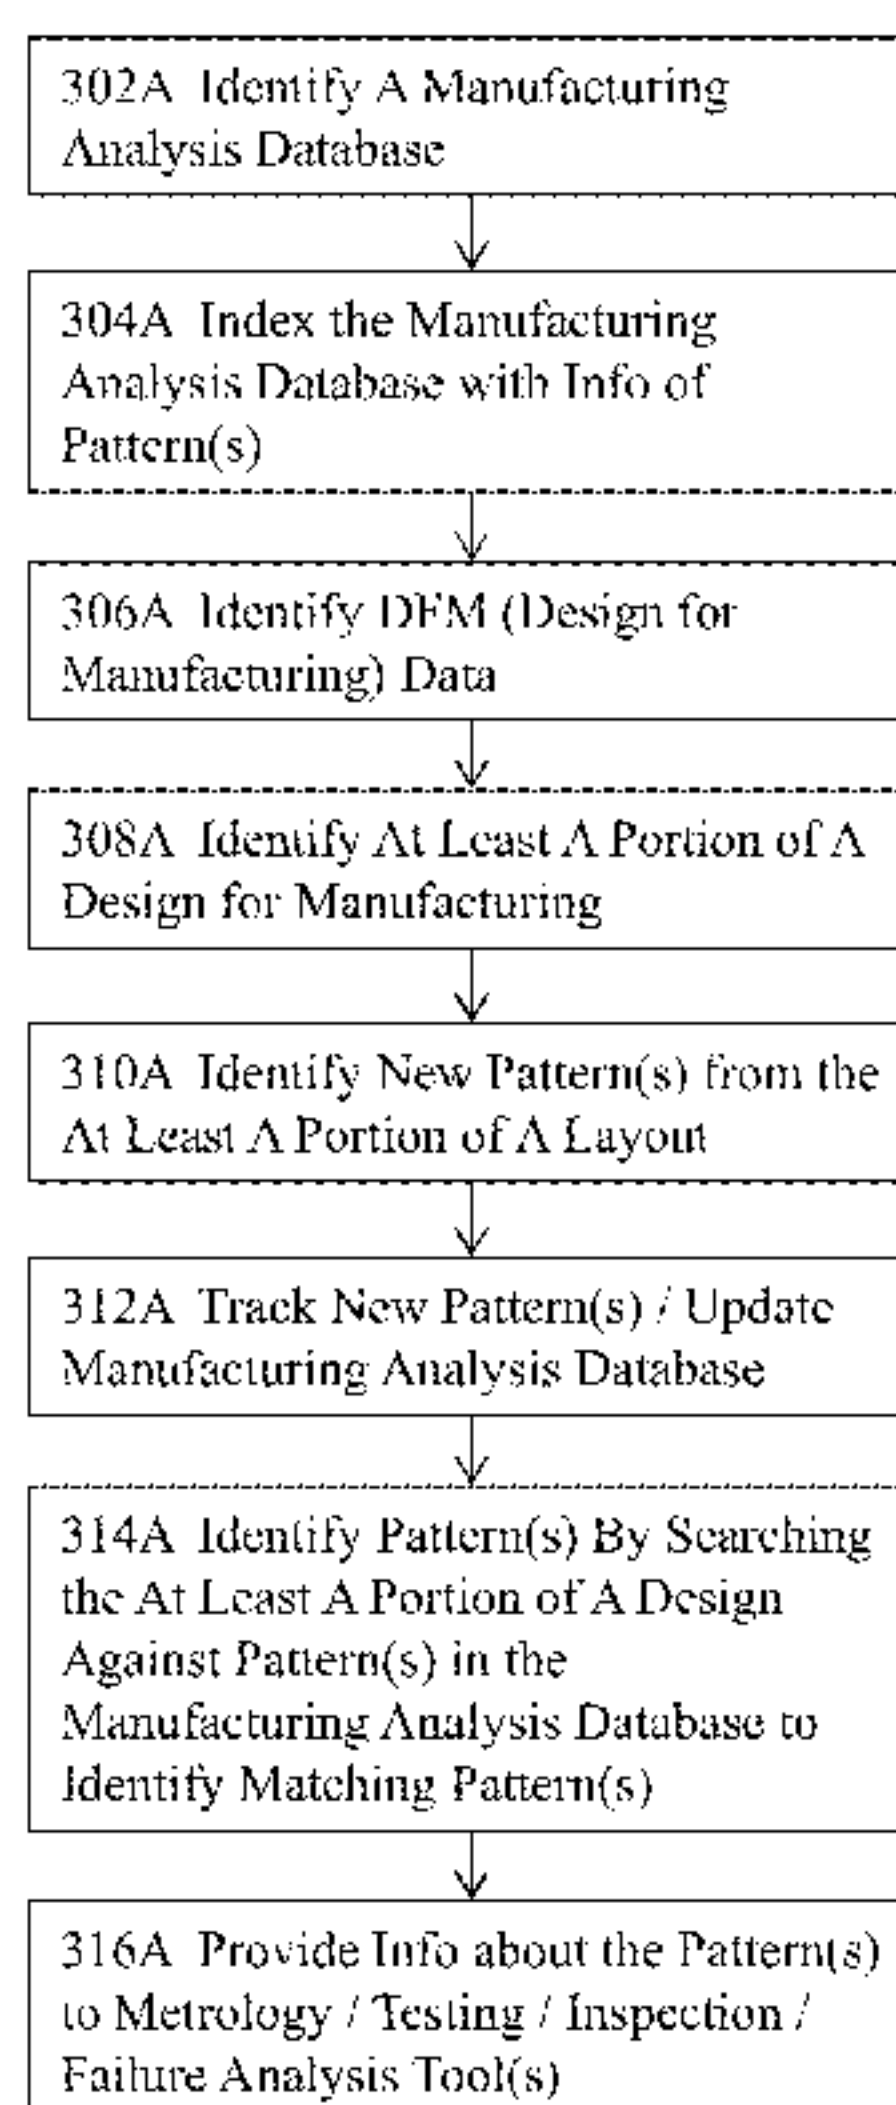 302A Identify A Manufacturing
Analysis Database
304A Index the Manufacturing
Analysis Database with Info of
Pattern(s)
306A Identify DFM (Design for
Manufacturing) Data
308A Identify At Least A Portion of A
Design for Manufacturing
310A Identify New Pattern(s) from the
At Least A Portion of A Layout
312A Track New Pattern(s) / Update
Manufacturing Analysis Database
314A Identify Pattern(s) By Searching
the At Least A Portion of A Design
Against Pattern(s) in the
Manufacturing Analysis Database to
Identify Matching Pattern(s)
316A Provide Info about the Pattern(s)
to Metrology / Testing / Inspection /
Failure Analysis Tool(s)